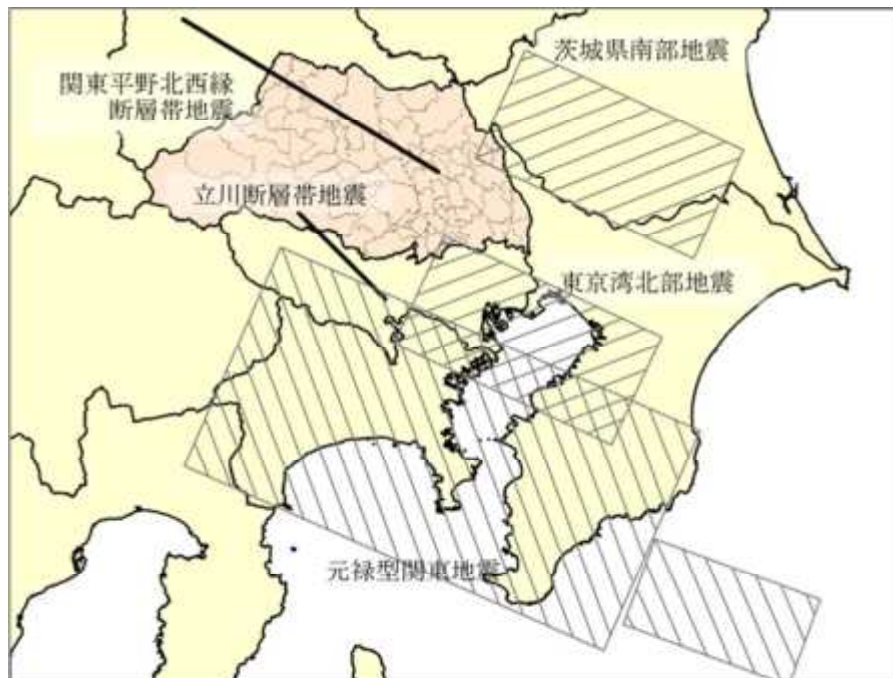 茨城県南部地震
関東平野北西縁
断層帯地震
立川断層帯地震
東京湾北部地震
元禄型関東地震